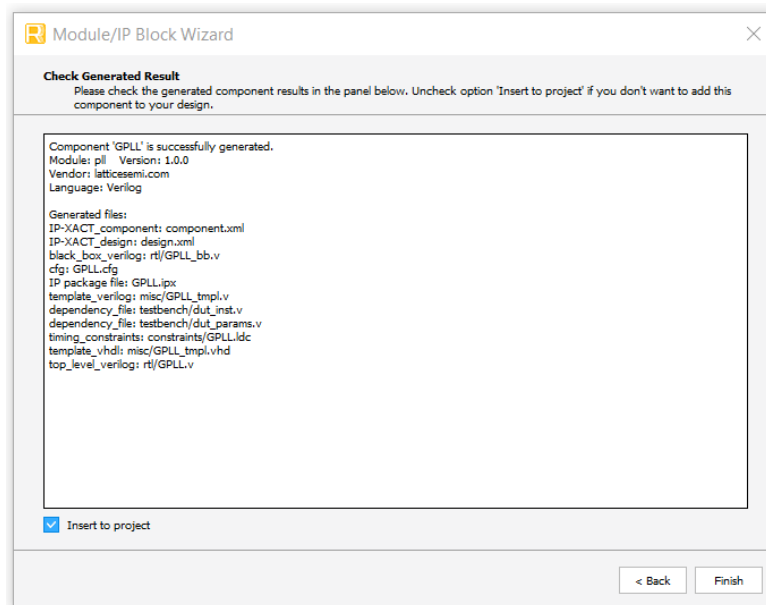 Module/IP Block Wizard
Check Generated Result
Please check the generated component results in the panel below. Uncheck option 'Insert to project' if you don't want to add this
component to your design.
Component 'GPLL' is successfully generated.
Module: pll Version: 1.0.0
Vendor: latticesemi.com
Language: Verilog
Generated files:
IP-XACT_component: component.xml
IP-XACT_design: design.xml
black_box_verilog: rtl/GPLL_bb.v
cfg: GPLL.cfg
IP package file: GPLL.ipx
template_verilog: misc/GPLL_tmpl.v
dependency_file: testbench/dut_inst.v
dependency_file: testbench/dut_params.v
timing_constraints: constraints/GPLL.ldc
template_vhdl: misc/GPLL_tmpl.vhd
top_level_verilog: rtl/GPLL.v
Insert to project
< Back
Finish